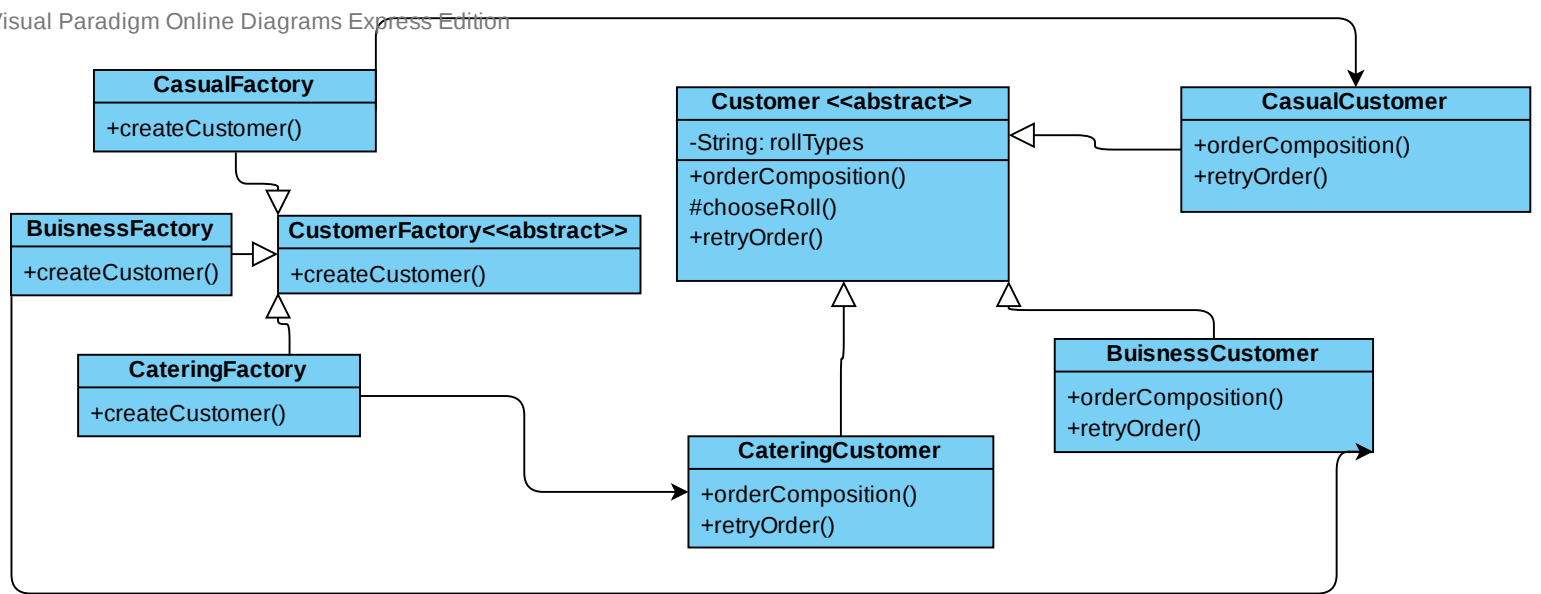 Visual Paradigm Online Diagrams Express Edition
CasualFactory
+createCustomer()
Customer <<abstract>>
-String: rollTypes
+orderComposition()
#chooseRoll()
+retryOrder()
CasualCustomer
+orderComposition()
+retryOrder()
BuisnessFactory
+createCustomer()
CustomerFactory<<abstract>>
+createCustomer()
CateringFactory
+createCustomer()
BuisnessCustomer
+orderComposition()
+retryOrder()
CateringCustomer
+orderComposition()
+retryOrder()